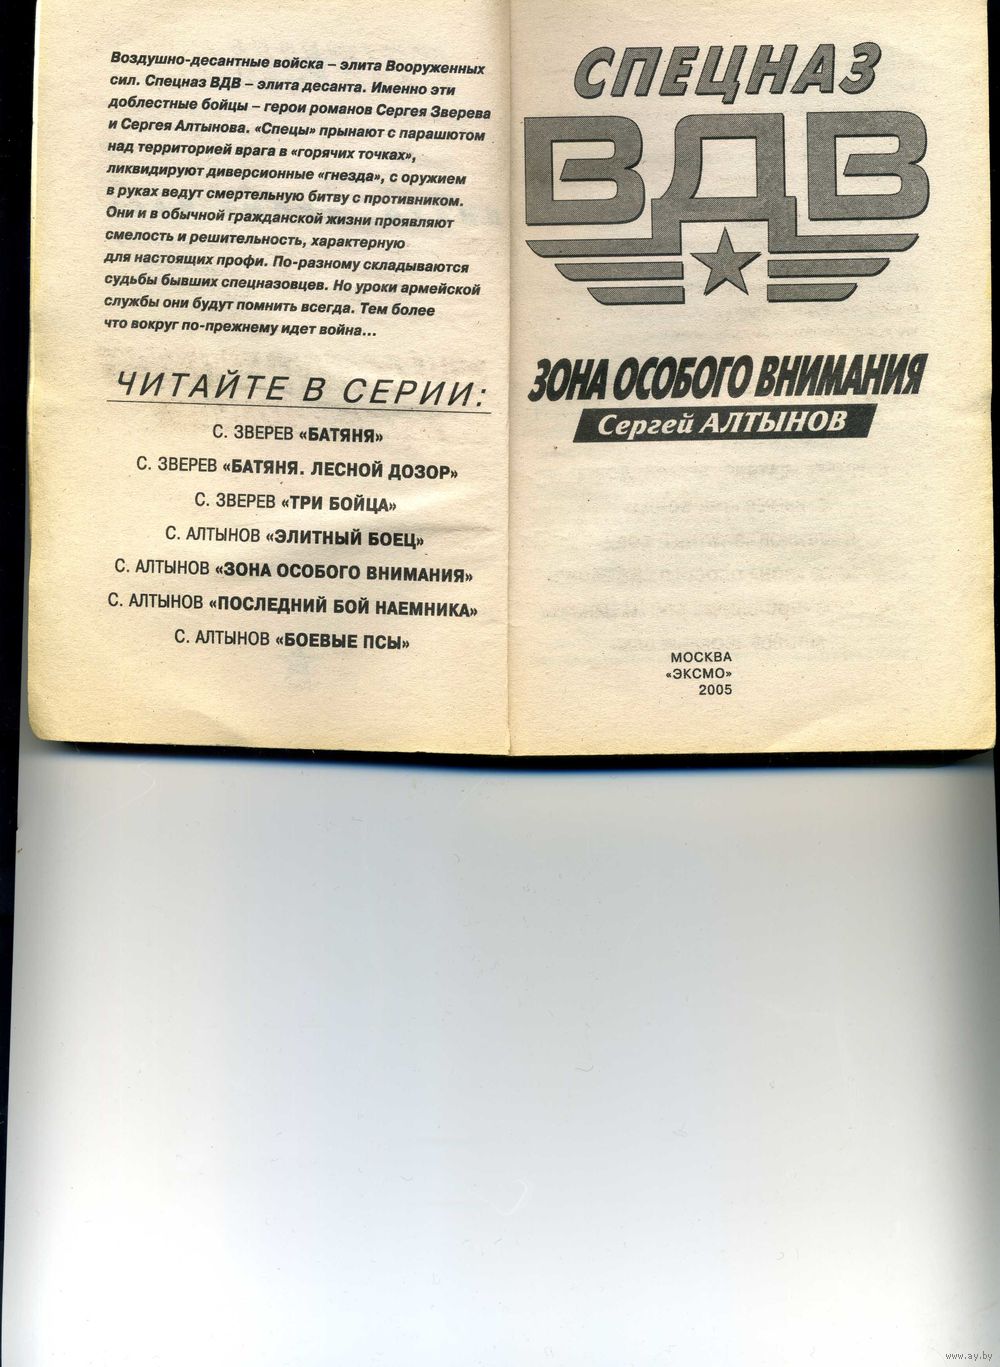 Воздушно-десантные войска – элита Вооруженных
сил. Спецназ ВДВ – элита десанта. Именно эти
доблестные бойцы – герои романов Сергея Зверева
и Сергея Алтынова. «Спецы» прынают с парашютом
над территорией врага в «горячих точках»,
ликвидируют диверсионные «гнезда», с оружием
в руках ведут смертельную битву с противником.
Они и в обычной гражданской жизни проявляют
смелость и решительность, характерную
для настоящих профи. По-разному складываются
судьбы бывших спецназовцев. Но уроки армейской
службы они будут помнить всегда. Тем более
что вокруг по-прежнему идет война...
ЧИТАЙТЕ В СЕРИИ:
С. ЗВЕРЕВ «БАТЯНЯ»
С. ЗВЕРЕВ «БАТЯНЯ. ЛЕСНОЙ ДОЗОР»
С. ЗВЕРЕВ «ТРИ БОЙЦА»
С. АЛТЫНОВ «ЭЛИТНЫЙ БОЕЦ»
С. АЛТЫНОВ «ЗОНА ОСОБОГО ВНИМАНИЯ»
С. АЛТЫНОВ «ПОСЛЕДНИЙ БОЙ НАЕМНИКА»
С. АЛТЫНОВ «БОЕВЫЕ ПСЫ»
СПЕЦНАЗ
ВДВ
ЗОНА ОСОБОГО ВНИМАНИЯ
Сергей АЛТЫНОВ
МОСКВА
«ЭКСМО»
2005
www.ay.by